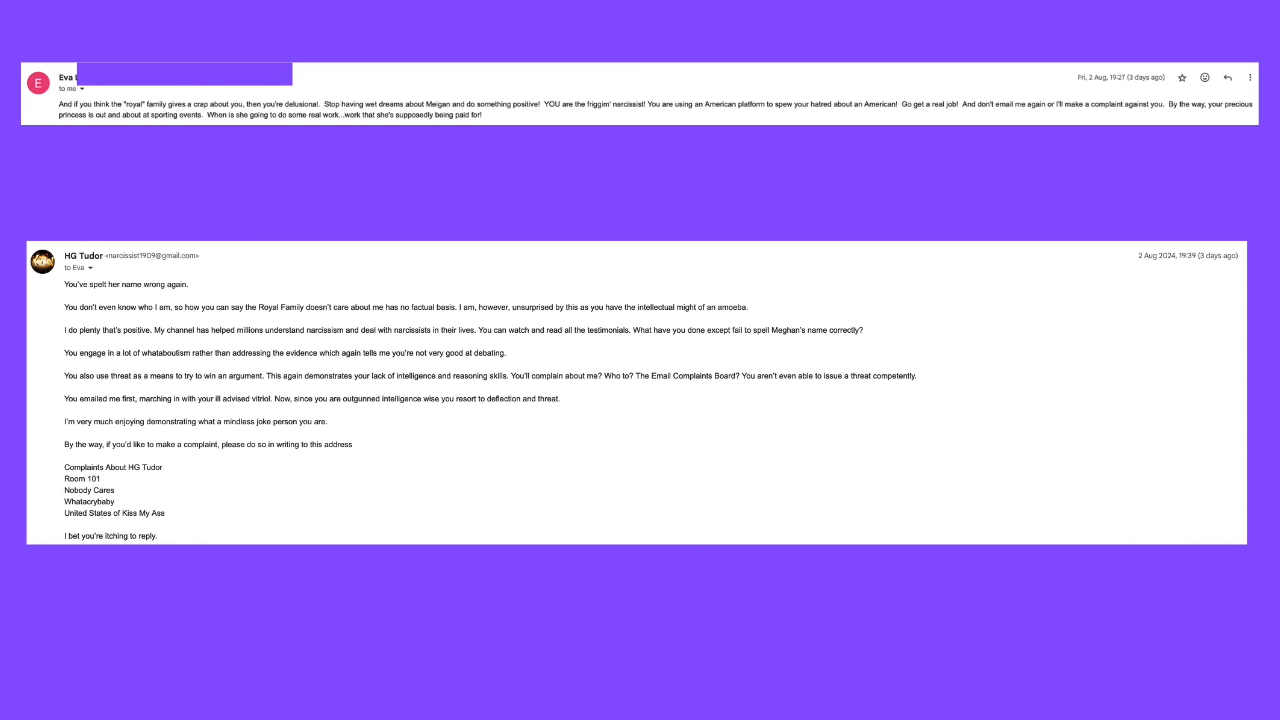 E
Eva
Fri, 2 Aug, 19:27 (3 days ago)
to me
And if you think the "royal" family gives a crap about you, then you're delusional. Stop having wet dreams about Meigan and do something positive! YOU are the friggin' narcissist! You are using an American platform to spew your hatred about an American! Go get a real job! And don't email me again or I'll make a complaint against you. By the way, your precious
princess is out and about at sporting events. When is she going to do some real work...work that she's supposedly being paid for!
HG Tudor <narcissist1909@gmail.com>
2 Aug 2024, 19:39 (3 days ago)
to Eva
You've spelt her name wrong again.
You don't even know who I am, so how you can say the Royal Family doesn't care about me has no factual basis. I am, however, unsurprised by this as you have the intellectual might of an amoeba.
I do plenty that's positive. My channel has helped millions understand narcissism and deal with narcissists in their lives. You can watch and read all the testimonials. What have you done except fail to spell Meghan's name correctly?
You engage in a lot of whataboutism rather than addressing the evidence which again tells me you're not very good at debating.
You also use threat as a means to try to win an argument. This again demonstrates your lack of intelligence and reasoning skills. You'll complain about me? Who to? The Email Complaints Board? You aren't even able to issue a threat competently.
You emailed me first, marching in with your ill advised vitriol. Now, since you are outgunned intelligence wise you resort to deflection and threat.
I'm very much enjoying demonstrating what a mindless joke person you are.
By the way, if you'd like to make a complaint, please do so in writing to this address
Complaints About HG Tudor
Room 101
Nobody Cares
Whatacrybaby
United States of Kiss My Ass
I bet you're itching to reply.